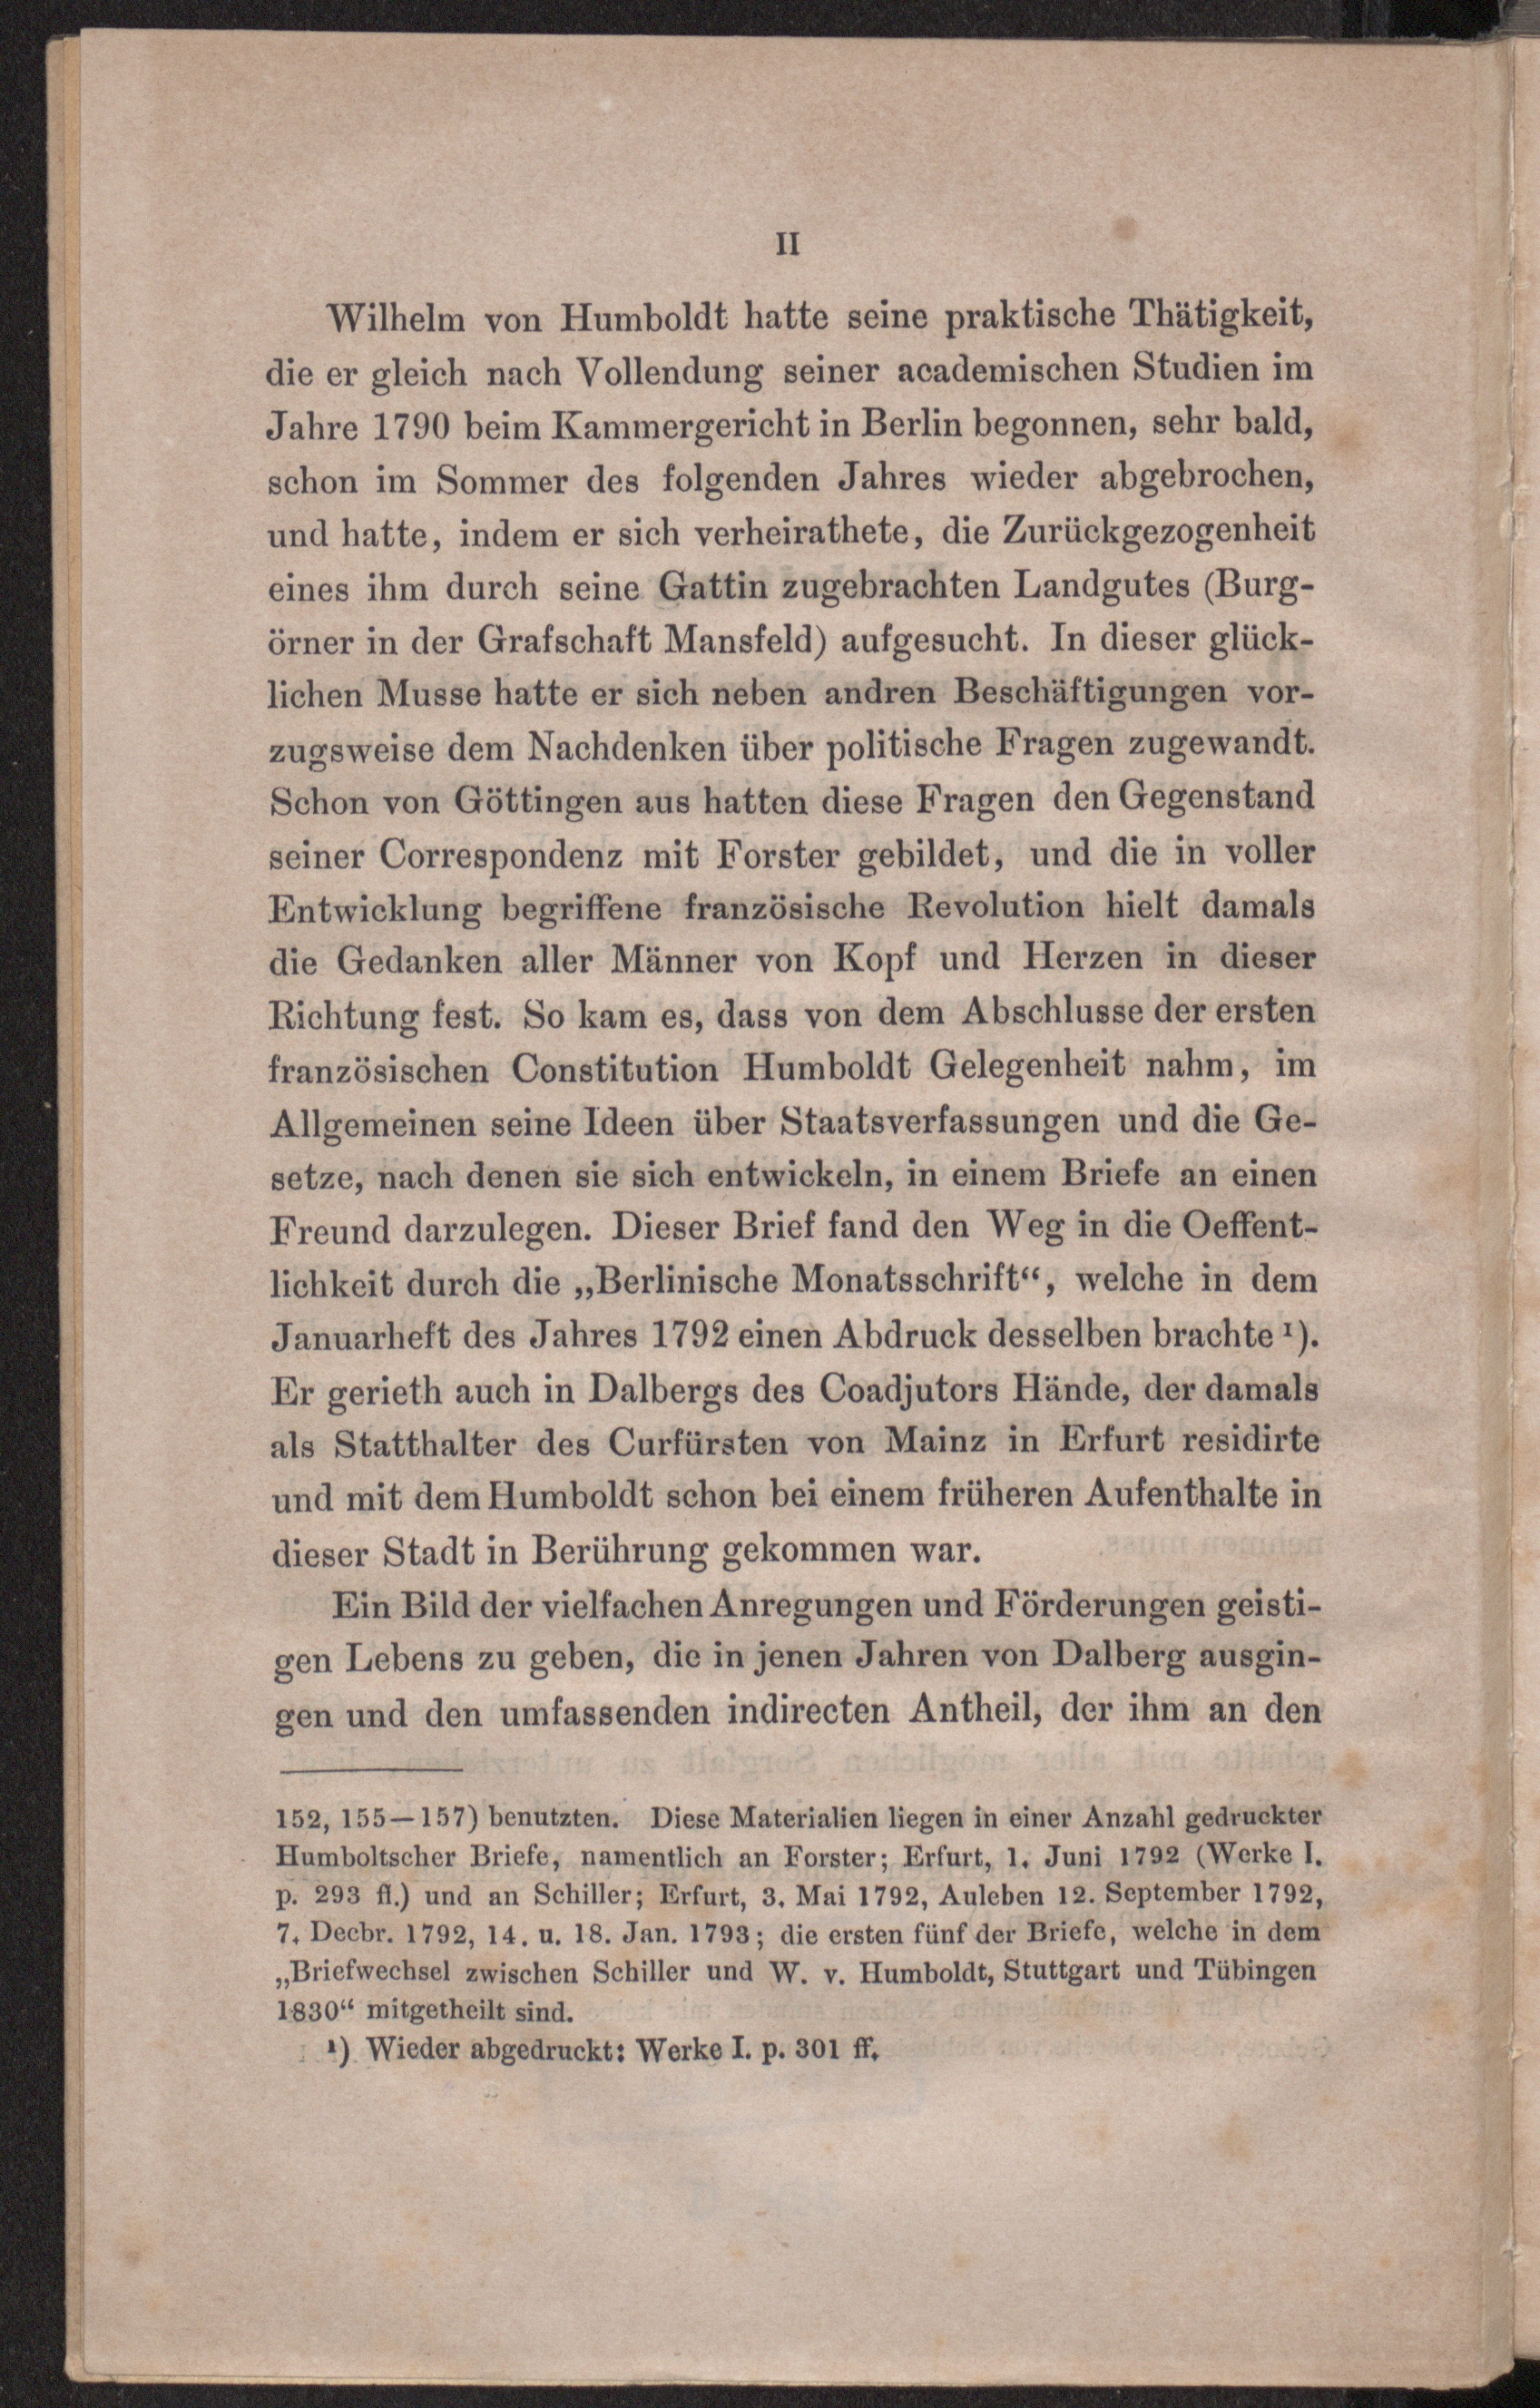 II
Wilhelm von Humboldt hatte seine praktische Thätigkeit,
die er gleich nach Vollendung seiner academischen Studien im
Jahre 1790 beim Kammergericht in Berlin begonnen, sehr bald,
schon im Sommer des folgenden Jahres wieder abgebrochen,
und hatte, indem er sich verheirathete, die Zurückgezogenheit
eines ihm durch seine Gattin zugebrachten Landgutes (Burg-
örner in der Grafschaft Mansfeld) aufgesucht. In dieser glück-
lichen Musse hatte er sich neben andren Beschäftigungen vor-
zugsweise dem Nachdenken über politische Fragen zugewandt.
Schon von Göttingen aus hatten diese Fragen den Gegenstand
seiner Correspondenz mit Forster gebildet, und die in voller
Entwicklung begriffene französische Revolution hielt damals
die Gedanken aller Männer von Kopf und Herzen in dieser
Richtung fest. So kam es, dass von dem Abschlusse der ersten
französischen Constitution Humboldt Gelegenheit nahm, im
Allgemeinen seine Ideen über Staatsverfassungen und die Ge-
setze, nach denen sie sich entwickeln, in einem Briefe an einen
Freund darzulegen. Dieser Brief fand den Weg in die Oeffent-
lichkeit durch die „Berlinische Monatsschrift“, welche in dem
Januarheft des Jahres 1792 einen Abdruck desselben brachte ¹).
Er gerieth auch in Dalbergs des Coadjutors Hände, der damals
als Statthalter des Curfürsten von Mainz in Erfurt residirte
und mit dem Humboldt schon bei einem früheren Aufenthalte in
dieser Stadt in Berührung gekommen war.
Ein Bild der vielfachen Anregungen und Förderungen geisti-
gen Lebens zu geben, die in jenen Jahren von Dalberg ausgin-
gen und den umfassenden indirecten Antheil, der ihm an den
152, 155—157) benutzten. Diese Materialien liegen in einer Anzahl gedruckter
Humboltscher Briefe, namentlich an Forster; Erfurt, 1. Juni 1792 (Werke I.
p. 293 ff.) und an Schiller; Erfurt, 3. Mai 1792, Auleben 12. September 1792,
7. Decbr. 1792, 14. u. 18. Jan. 1793; die ersten fünf der Briefe, welche in dem
„Briefwechsel zwischen Schiller und W. v. Humboldt, Stuttgart und Tübingen
1830“ mitgetheilt sind.
¹) Wieder abgedruckt: Werke I. p. 301 ff.